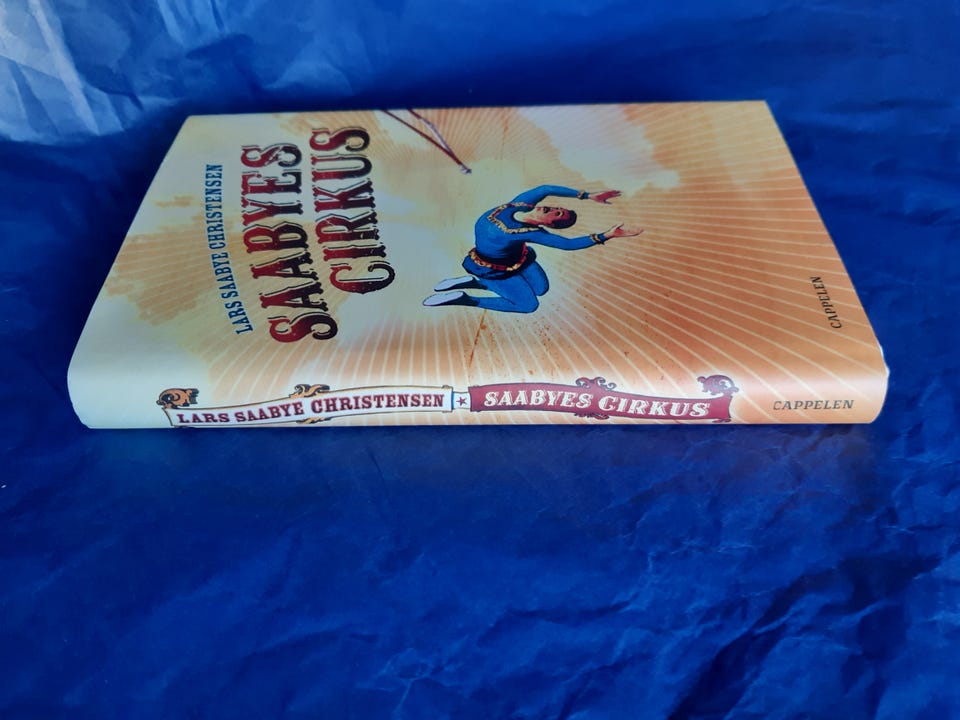 LARS SAABYE CHRISTENSEN
SAABYES
CIRKUS
CAPPELEN
LARS SAABYE CHRISTENSEN ★ SAABYES CIRKUS CAPPELEN